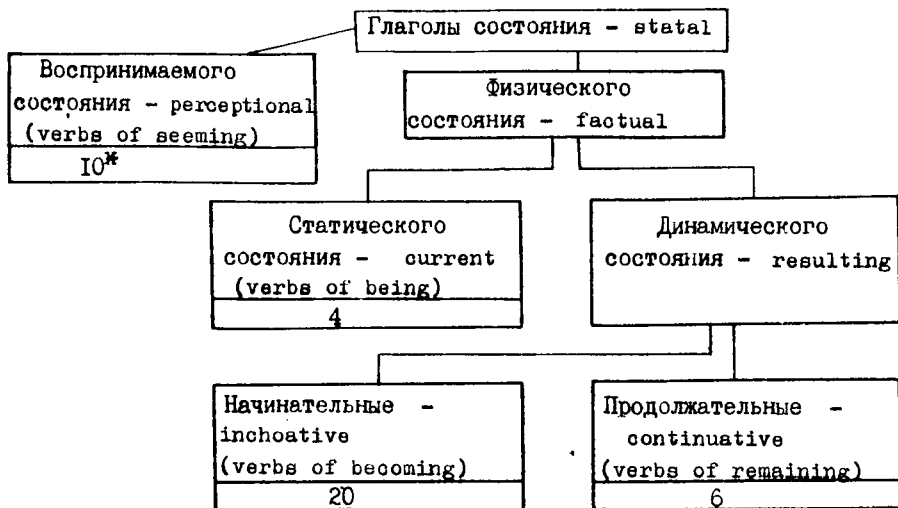 Глаголы состояния - statal
Воспринимаемого
состояния - perceptional
(verbs of seeming)
10*
Физического
состояния - factual
Статического
состояния - current
(verbs of being)
4
Динамического
состояния - resulting
Начинательные -
inchoative
(verbs of becoming)
20
Продолжательные -
continuative
(verbs of remaining)
6